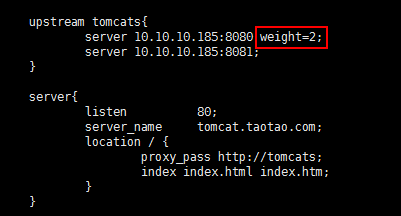 upstream tomcats{
server 10.10.10.185:8080 weight=2;
server 10.10.10.185:8081;
}
server{
listen 80;
server_name tomcat.taotao.com;
location / {
proxy_pass http://tomcats;
index index.html index.htm;
}
}